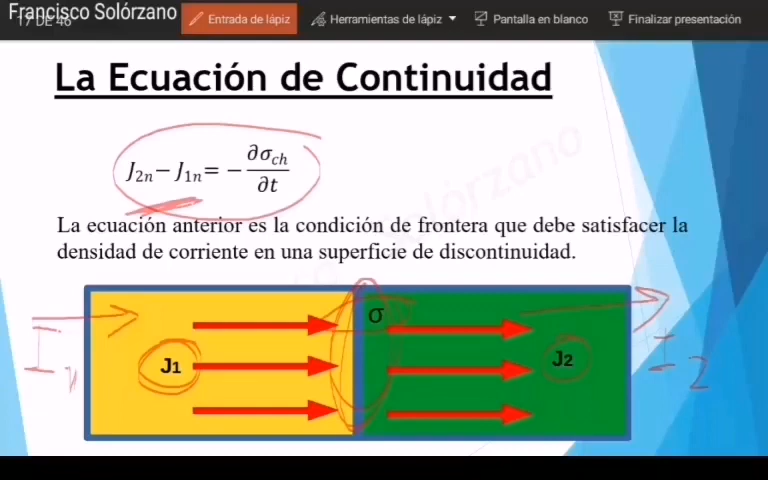 Francisco Solórzano
17 DE 46
Entrada de lápiz
Herramientas de lápiz
Pantalla en blanco
Finalizar presentación
La Ecuación de Continuidad
J₂ₙ − J₁ₙ = − ∂σ_ch / ∂t
La ecuación anterior es la condición de frontera que debe satisfacer la
densidad de corriente en una superficie de discontinuidad.
σ
J1
J2
I 2